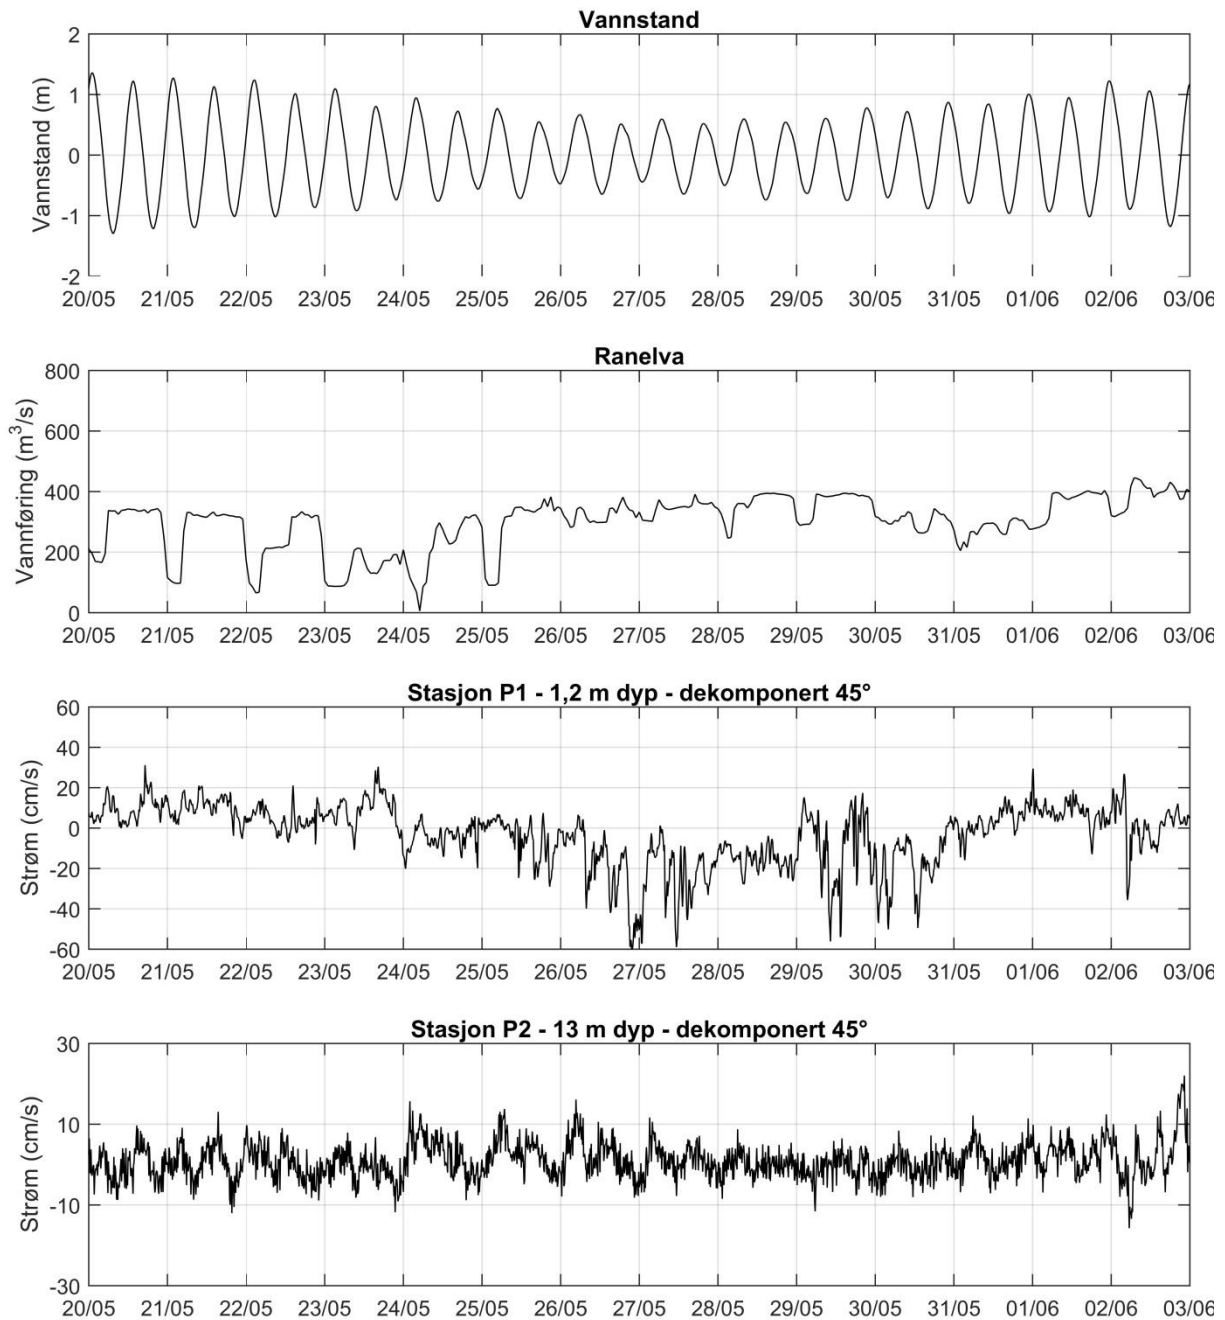 Vannstand
Vannstand (m)
2
1
0
-1
-2
20/05 21/05 22/05 23/05 24/05 25/05 26/05 27/05 28/05 29/05 30/05 31/05 01/06 02/06 03/06
Ranelva
Vannføring (m³/s)
800
600
400
200
0
20/05 21/05 22/05 23/05 24/05 25/05 26/05 27/05 28/05 29/05 30/05 31/05 01/06 02/06 03/06
Stasjon P1 - 1,2 m dyp - dekomponert 45°
Strøm (cm/s)
60
40
20
0
-20
-40
-60
20/05 21/05 22/05 23/05 24/05 25/05 26/05 27/05 28/05 29/05 30/05 31/05 01/06 02/06 03/06
Stasjon P2 - 13 m dyp - dekomponert 45°
Strøm (cm/s)
30
10
-10
-30
20/05 21/05 22/05 23/05 24/05 25/05 26/05 27/05 28/05 29/05 30/05 31/05 01/06 02/06 03/06